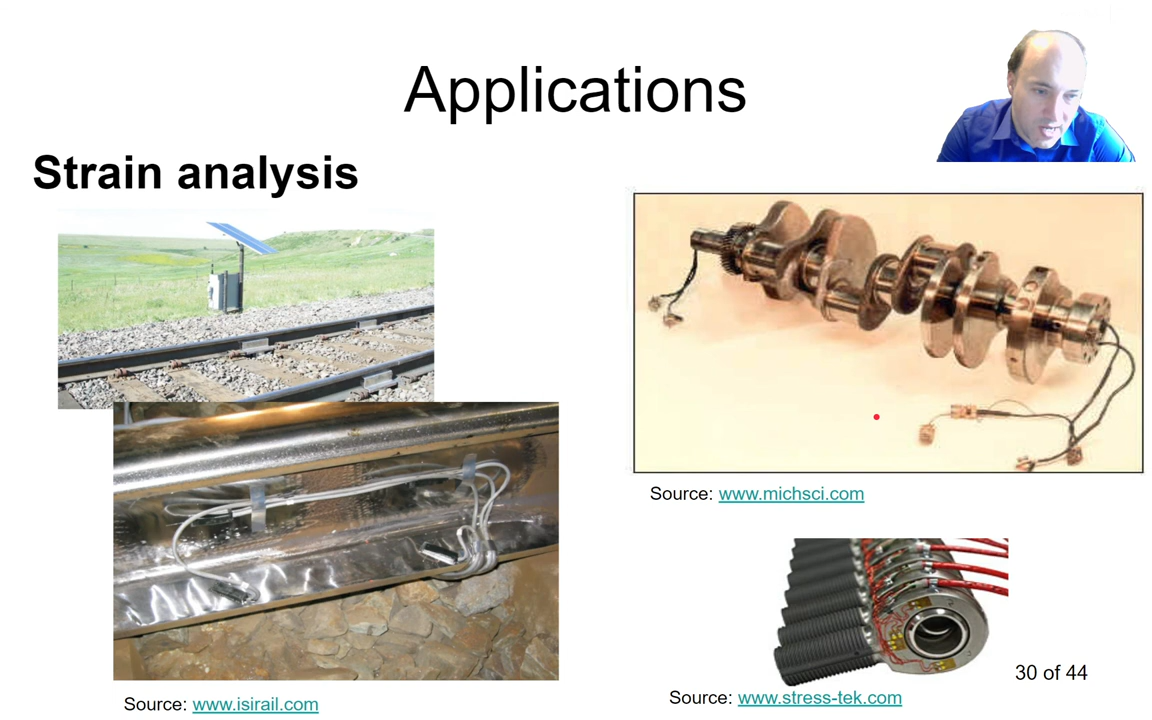 Applications
Strain analysis
Source: www.michsci.com
30 of 44
Source: www.stress-tek.com
Source: www.isirail.com